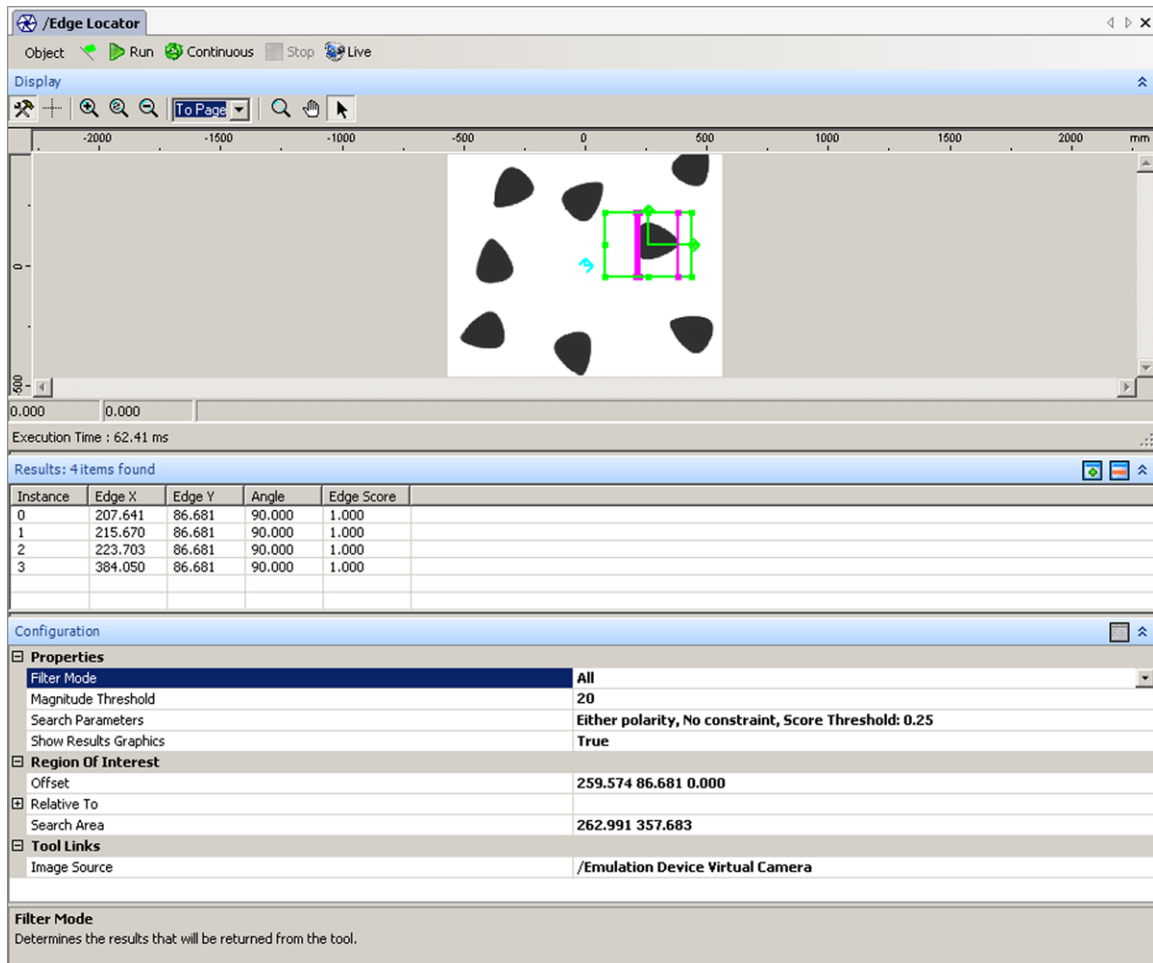 /Edge Locator
Object Run Continuous Stop Live
Display
To Page
-2000 -1500 -1000 -500 0 500 1000 1500 2000 mm
0
-500
0.000 0.000
Execution Time : 62.41 ms
Results: 4 items found
Instance Edge X Edge Y Angle Edge Score
0 207.641 86.681 90.000 1.000
1 215.670 86.681 90.000 1.000
2 223.703 86.681 90.000 1.000
3 384.050 86.681 90.000 1.000
Configuration
Properties
Filter Mode All
Magnitude Threshold 20
Search Parameters Either polarity, No constraint, Score Threshold: 0.25
Show Results Graphics True
Region Of Interest
Offset 259.574 86.681 0.000
Relative To
Search Area 262.991 357.683
Tool Links
Image Source /Emulation Device Virtual Camera
Filter Mode
Determines the results that will be returned from the tool.